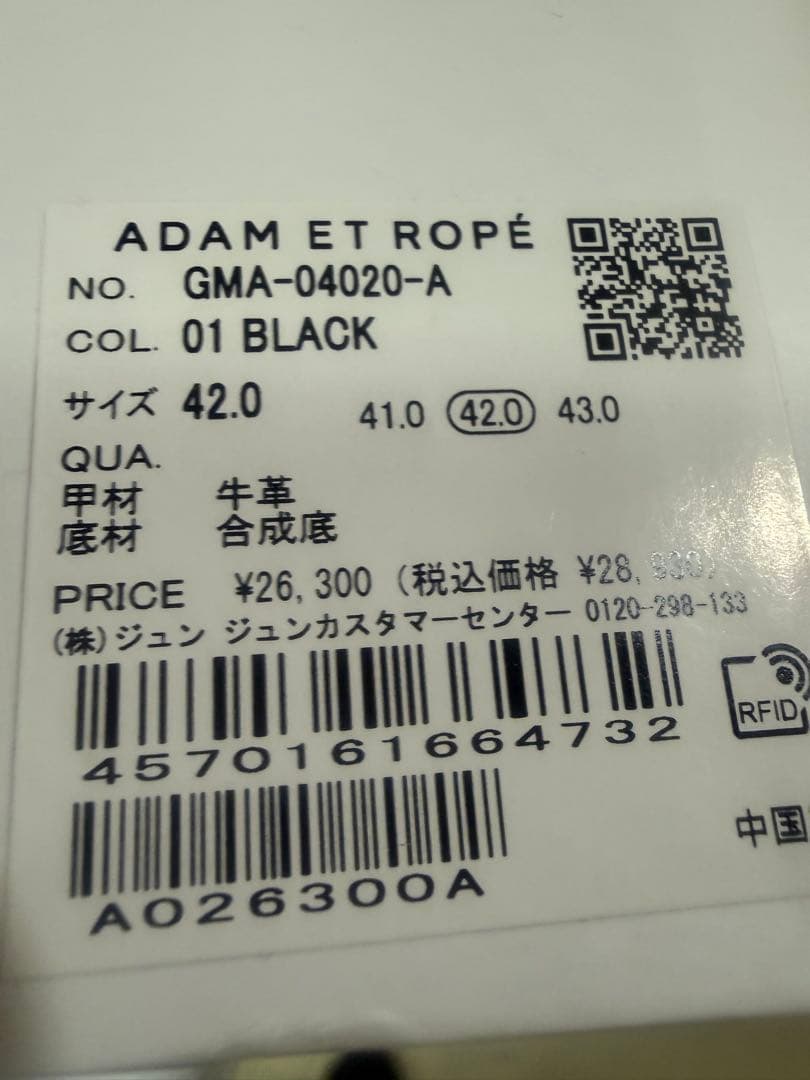 ADAM ET ROPÉ
NO. GMA-04020-A
COL. 01 BLACK
サイズ 42.0 41.0 42.0 43.0
QUA.
甲材 牛革
底材 合成底
PRICE ¥26,300 (税込価格 ¥28,930)
(株)ジュン ジュンカスタマーセンター 0120-298-133
4570161664732
RFID
A026300A
中国